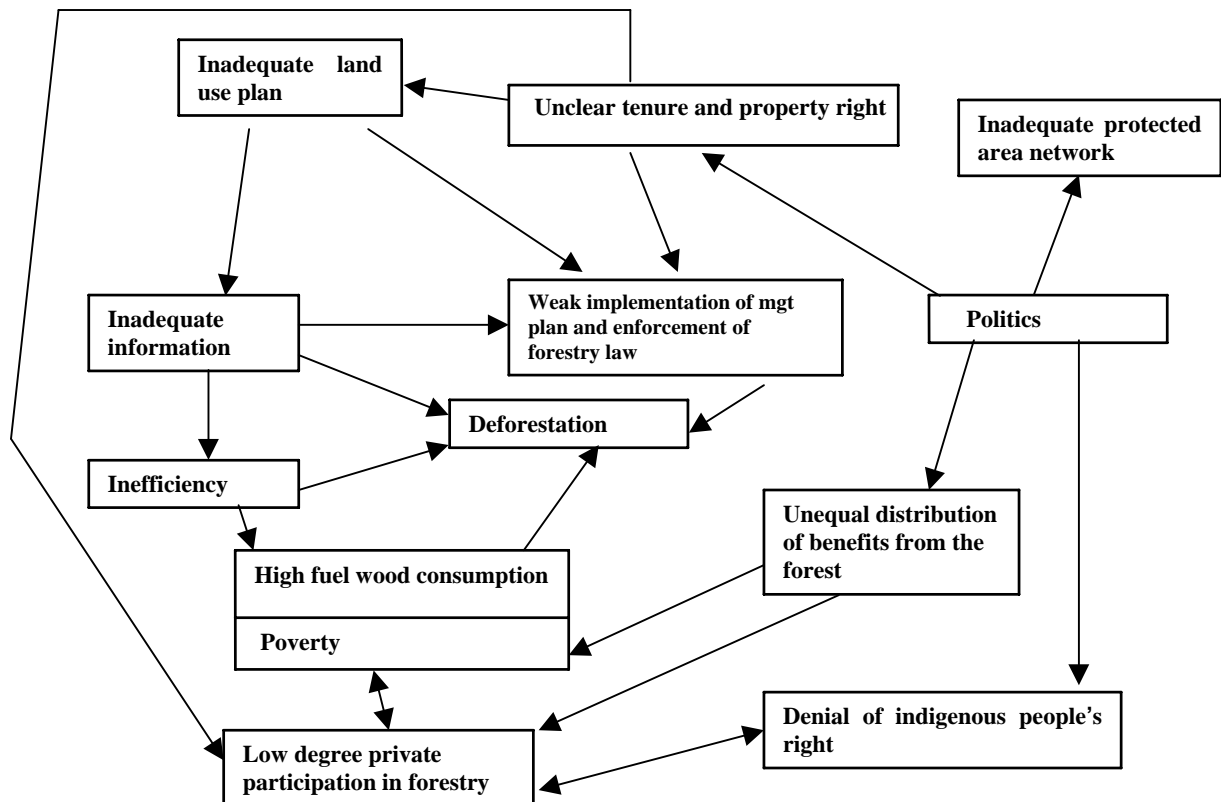 Inadequate land
use plan
Unclear tenure and property right
Inadequate protected
area network
Inadequate
information
Weak implementation of mgt
plan and enforcement of
forestry law
Politics
Deforestation
Inefficiency
Unequal distribution
of benefits from the
forest
High fuel wood consumption
Poverty
Denial of indigenous people's
right
Low degree private
participation in forestry